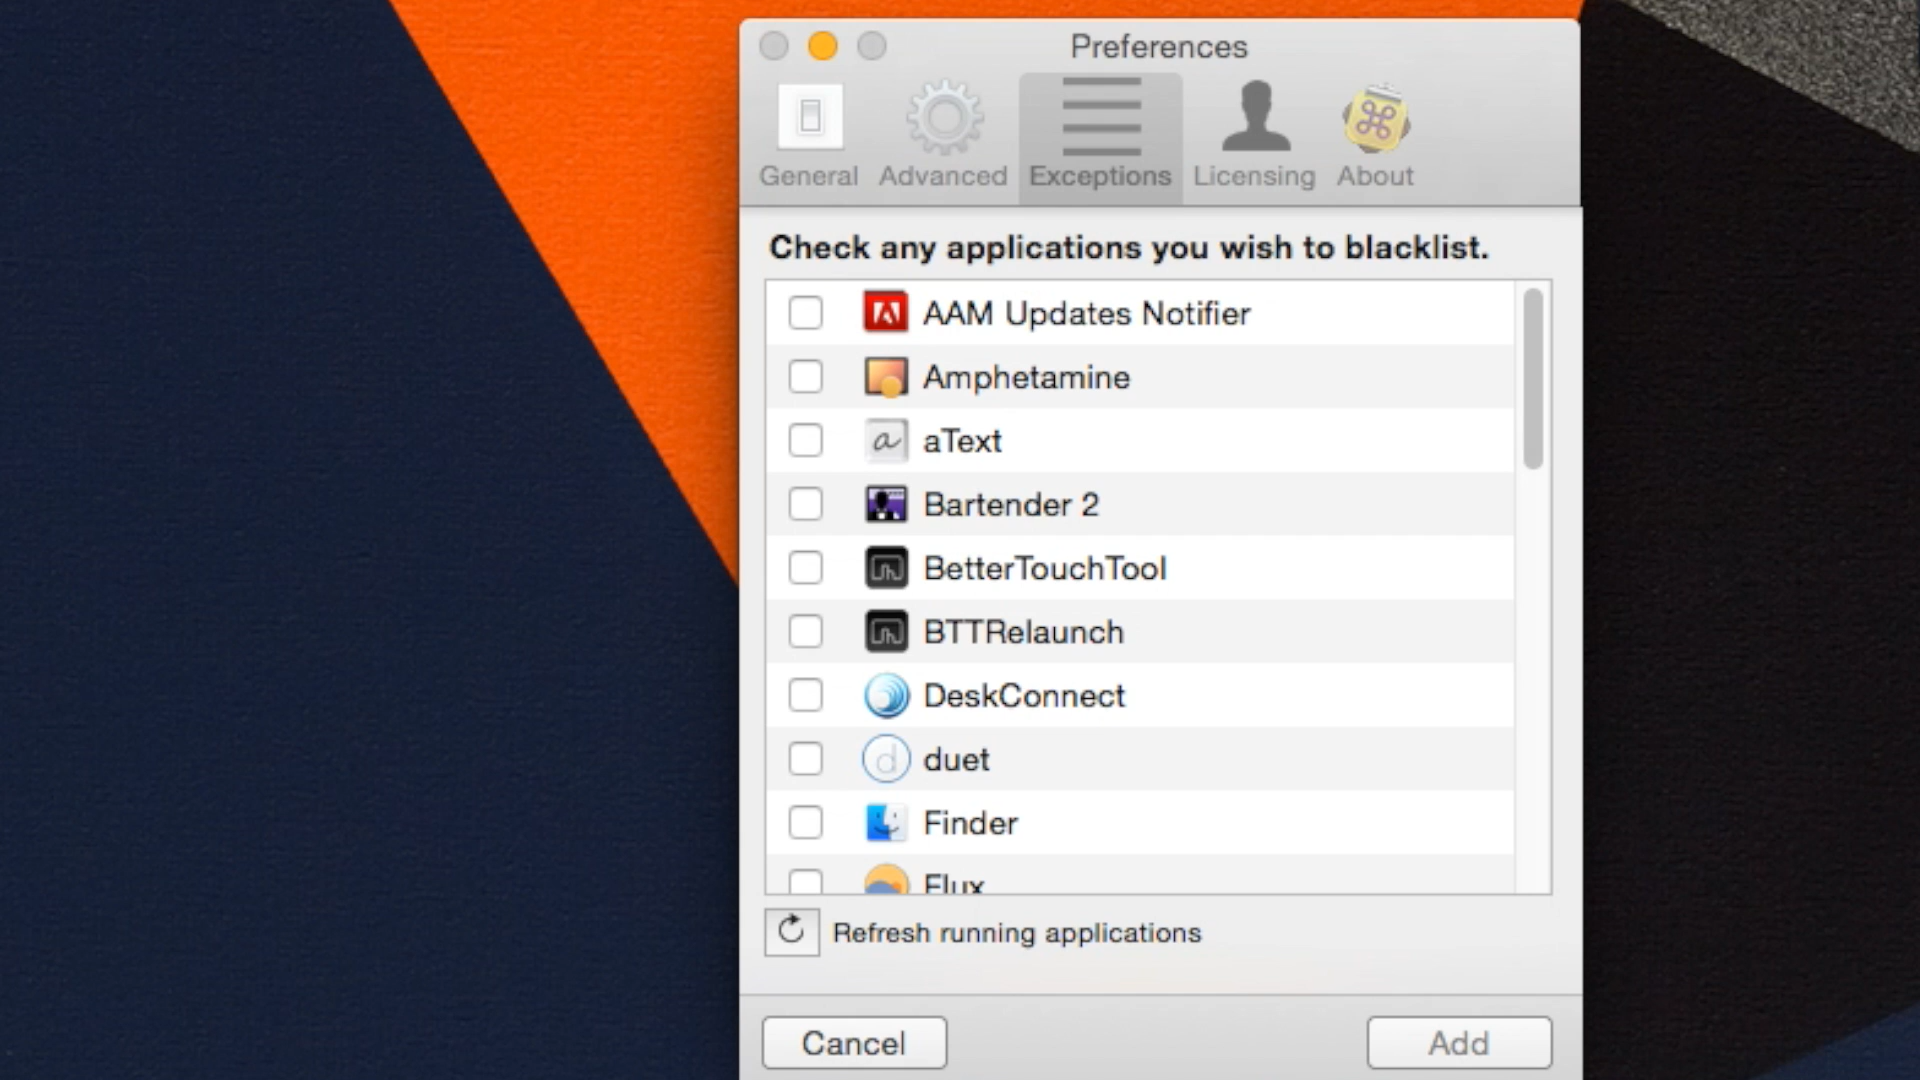 Preferences
General Advanced Exceptions Licensing About
Check any applications you wish to blacklist.
AAM Updates Notifier
Amphetamine
a aText
Bartender 2
BetterTouchTool
BTTRelaunch
DeskConnect
d duet
Finder
Flux
Refresh running applications
Cancel Add